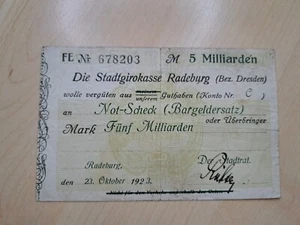 FE № 678203 M 5 Milliarden
Die Stadtgirokasse Radeburg (Bez. Dresden)
wolle vergüten aus unserem Guthaben (Konto Nr. C)
an Not-Scheck (Bargeldersatz)
oder Überbringer
Mark Fünf Milliarden
Radeburg, Der Stadtrat.
den 23. Oktober 1923.